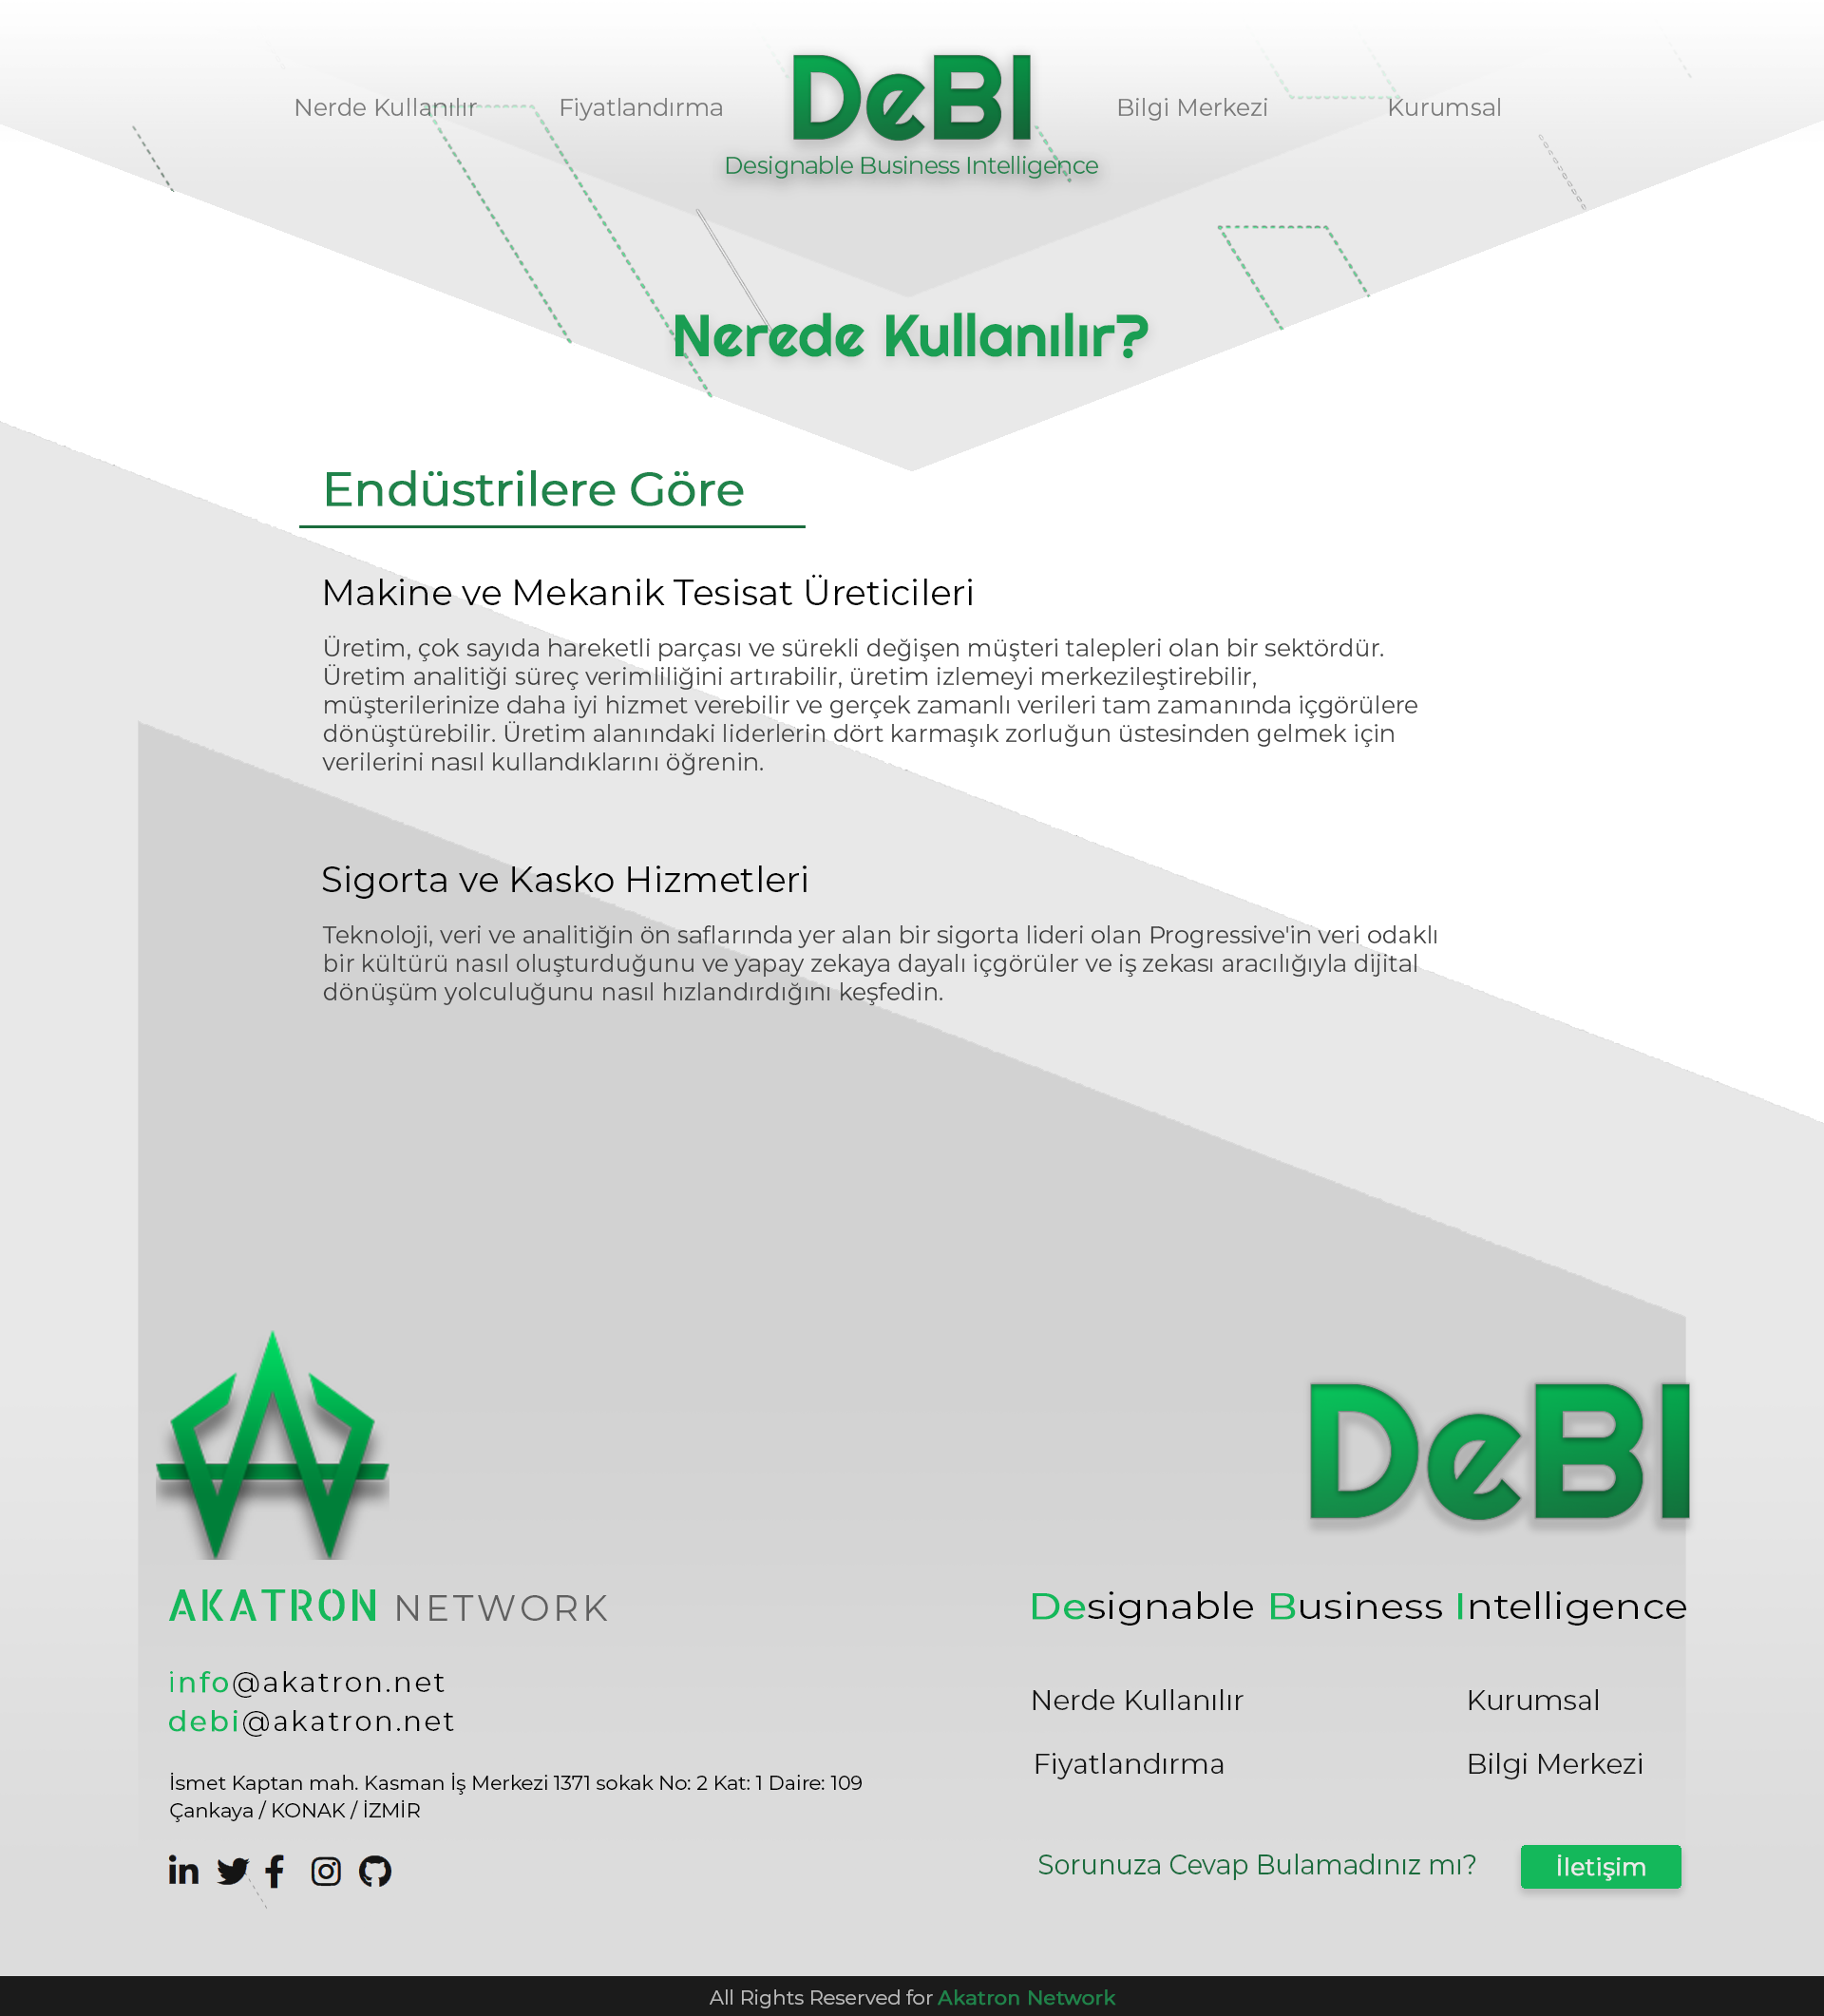 Nerde Kullanılır
Fiyatlandırma
DeBI
Designable Business Intelligence
Bilgi Merkezi
Kurumsal
Nerede Kullanılır?
Endüstrilere Göre
Makine ve Mekanik Tesisat Üreticileri
Üretim, çok sayıda hareketli parçası ve sürekli değişen müşteri talepleri olan bir sektördür.
Üretim analitiği süreç verimliliğini artırabilir, üretim izlemeyi merkezileştirebilir,
müşterilerinize daha iyi hizmet verebilir ve gerçek zamanlı verileri tam zamanında içgörülere
dönüştürebilir. Üretim alanındaki liderlerin dört karmaşık zorluğun üstesinden gelmek için
verilerini nasıl kullandıklarını öğrenin.
Sigorta ve Kasko Hizmetleri
Teknoloji, veri ve analitiğin ön saflarında yer alan bir sigorta lideri olan Progressive'in veri odaklı
bir kültürü nasıl oluşturduğunu ve yapay zekaya dayalı içgörüler ve iş zekası aracılığıyla dijital
dönüşüm yolculuğunu nasıl hızlandırdığını keşfedin.
AKATRON NETWORK
info@akatron.net
debi@akatron.net
İsmet Kaptan mah. Kasman İş Merkezi 1371 sokak No: 2 Kat: 1 Daire: 109
Çankaya / KONAK / İZMİR
DeBI
Designable Business Intelligence
Nerde Kullanılır
Kurumsal
Fiyatlandırma
Bilgi Merkezi
Sorunuza Cevap Bulamadınız mı?
İletişim
All Rights Reserved for Akatron Network